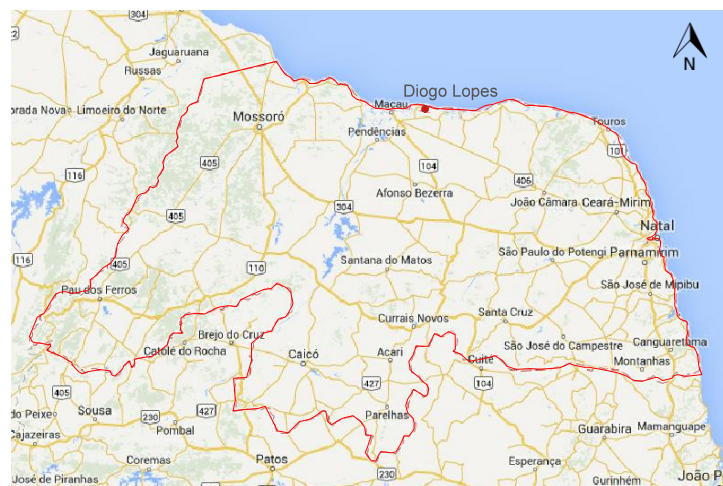 304
Jaguaruana
Russas
N
Diogo Lopes
orada Nova
Limoeiro do Norte
Mossoró
Macau
Touros
Pendências
101
405
104
116
406
Afonso Bezerra
João Câmara
Ceará-Mirim
405
304
Natal
116
405
110
Santana do Matos
São Paulo do Potengi
Parnamirim
Pau dos Ferros
São José de Mipibu
Santa Cruz
Currais Novos
Brejo do Cruz
Catolé do Rocha
Caicó
Acari
Cuité
São José do Campestre
Canguaretama
Montanhas
405
427
104
do Peixe
Sousa
230
427
Parelhas
Pombal
Guarabira
Mamanguape
Cajazeiras
Coremas
Patos
230
Esperança
José de Piranhas
Gurinhém
João P